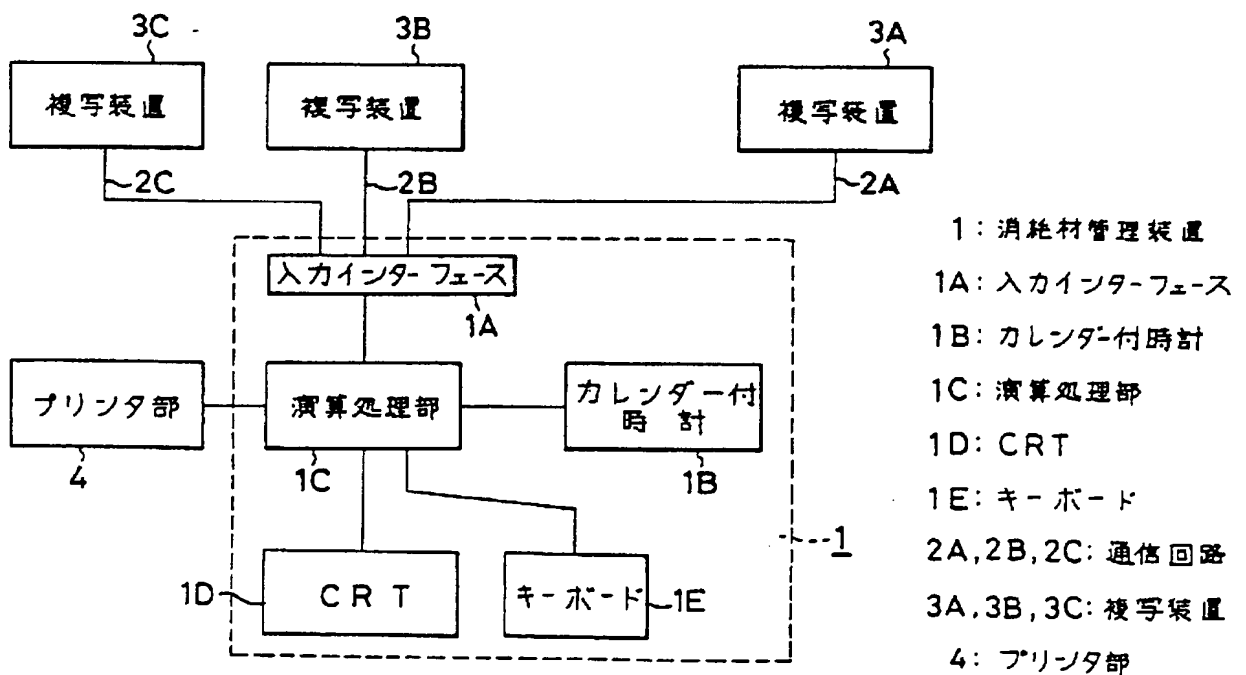 3C
3B
3A
複写装置
複写装置
複写装置
2C
2B
2A
入力インターフェース
1A
プリンタ部
演算処理部
カレンダー付
時計
4
1C
1B
1
1D
CRT
キーボード
1E
1: 消耗材管理装置
1A: 入力インターフェース
1B: カレンダー付時計
1C: 演算処理部
1D: CRT
1E: キーボード
2A,2B,2C: 通信回路
3A,3B,3C: 複写装置
4: プリンタ部